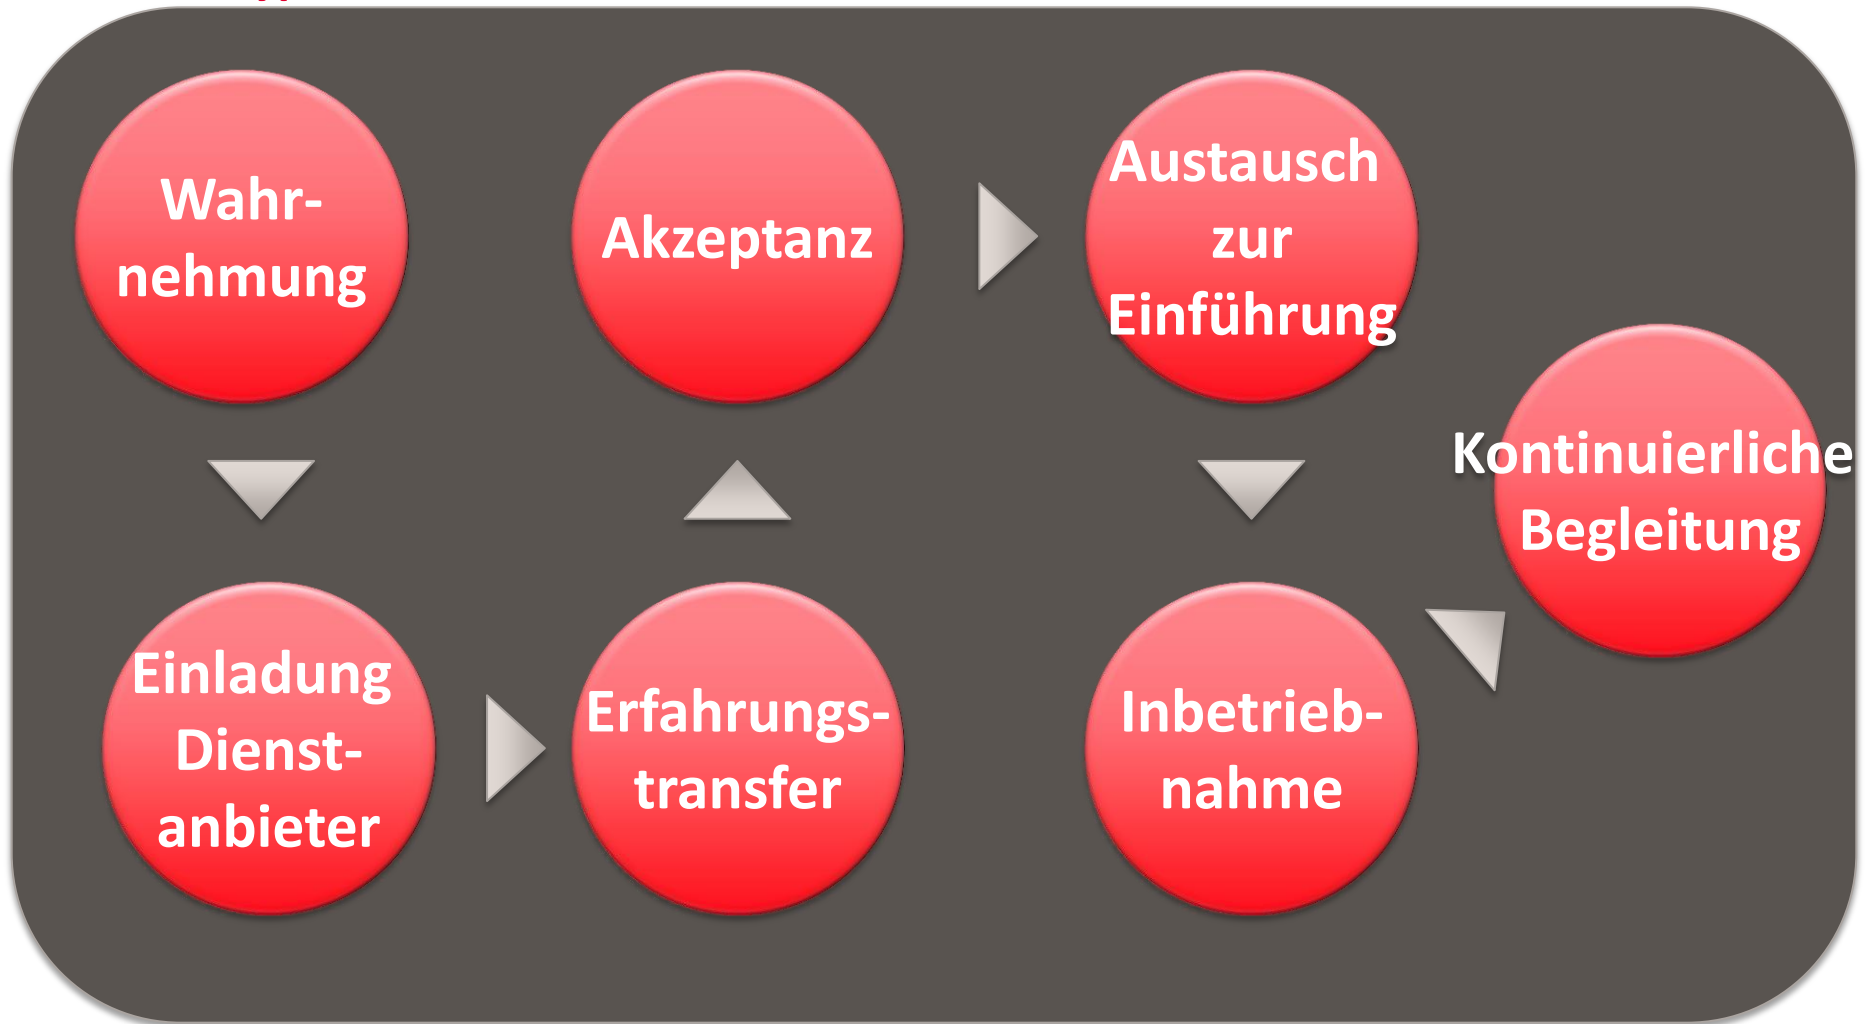 Wahr-
nehmung
Einladung
Dienst-
anbieter
Erfahrungs-
transfer
Akzeptanz
Austausch
zur
Einführung
Inbetrieb-
nahme
Kontinuierliche
Begleitung